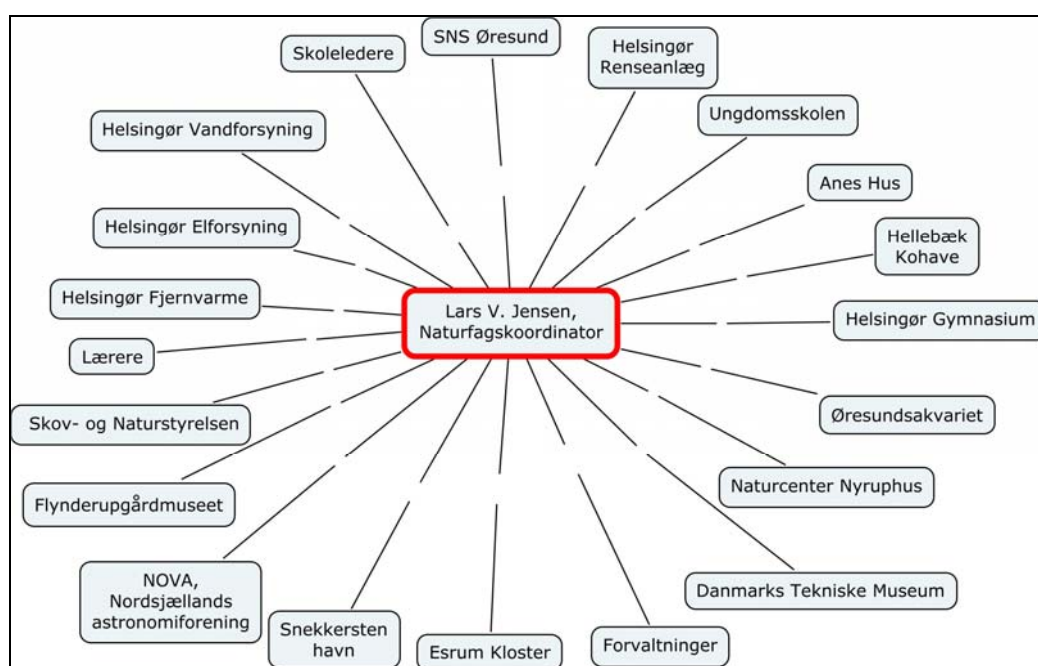 SNS Øresund
Skoleledere
Helsingør
Renseanlæg
Helsingør Vandforsyning
Ungdomsskolen
Anes Hus
Helsingør Elforsyning
Hellebæk
Kohave
Helsingør Fjernvarme
Lars V. Jensen,
Naturfagskoordinator
Helsingør Gymnasium
Lærere
Skov- og Naturstyrelsen
Øresundsakvariet
Flynderupgårdmuseet
Naturcenter Nyruphus
NOVA,
Nordsjællands
astronomiforening
Danmarks Tekniske Museum
Snekkersten
havn
Esrum Kloster
Forvaltninger